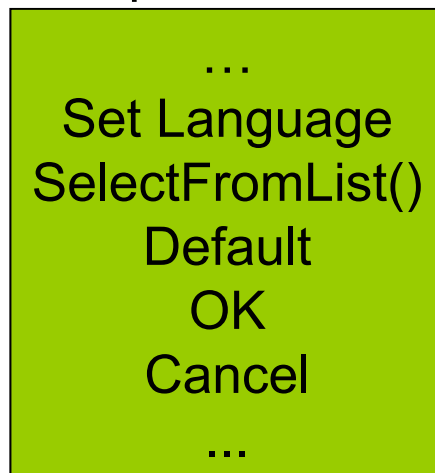 …
Set Language
SelectFromList()
Default
OK
Cancel
...